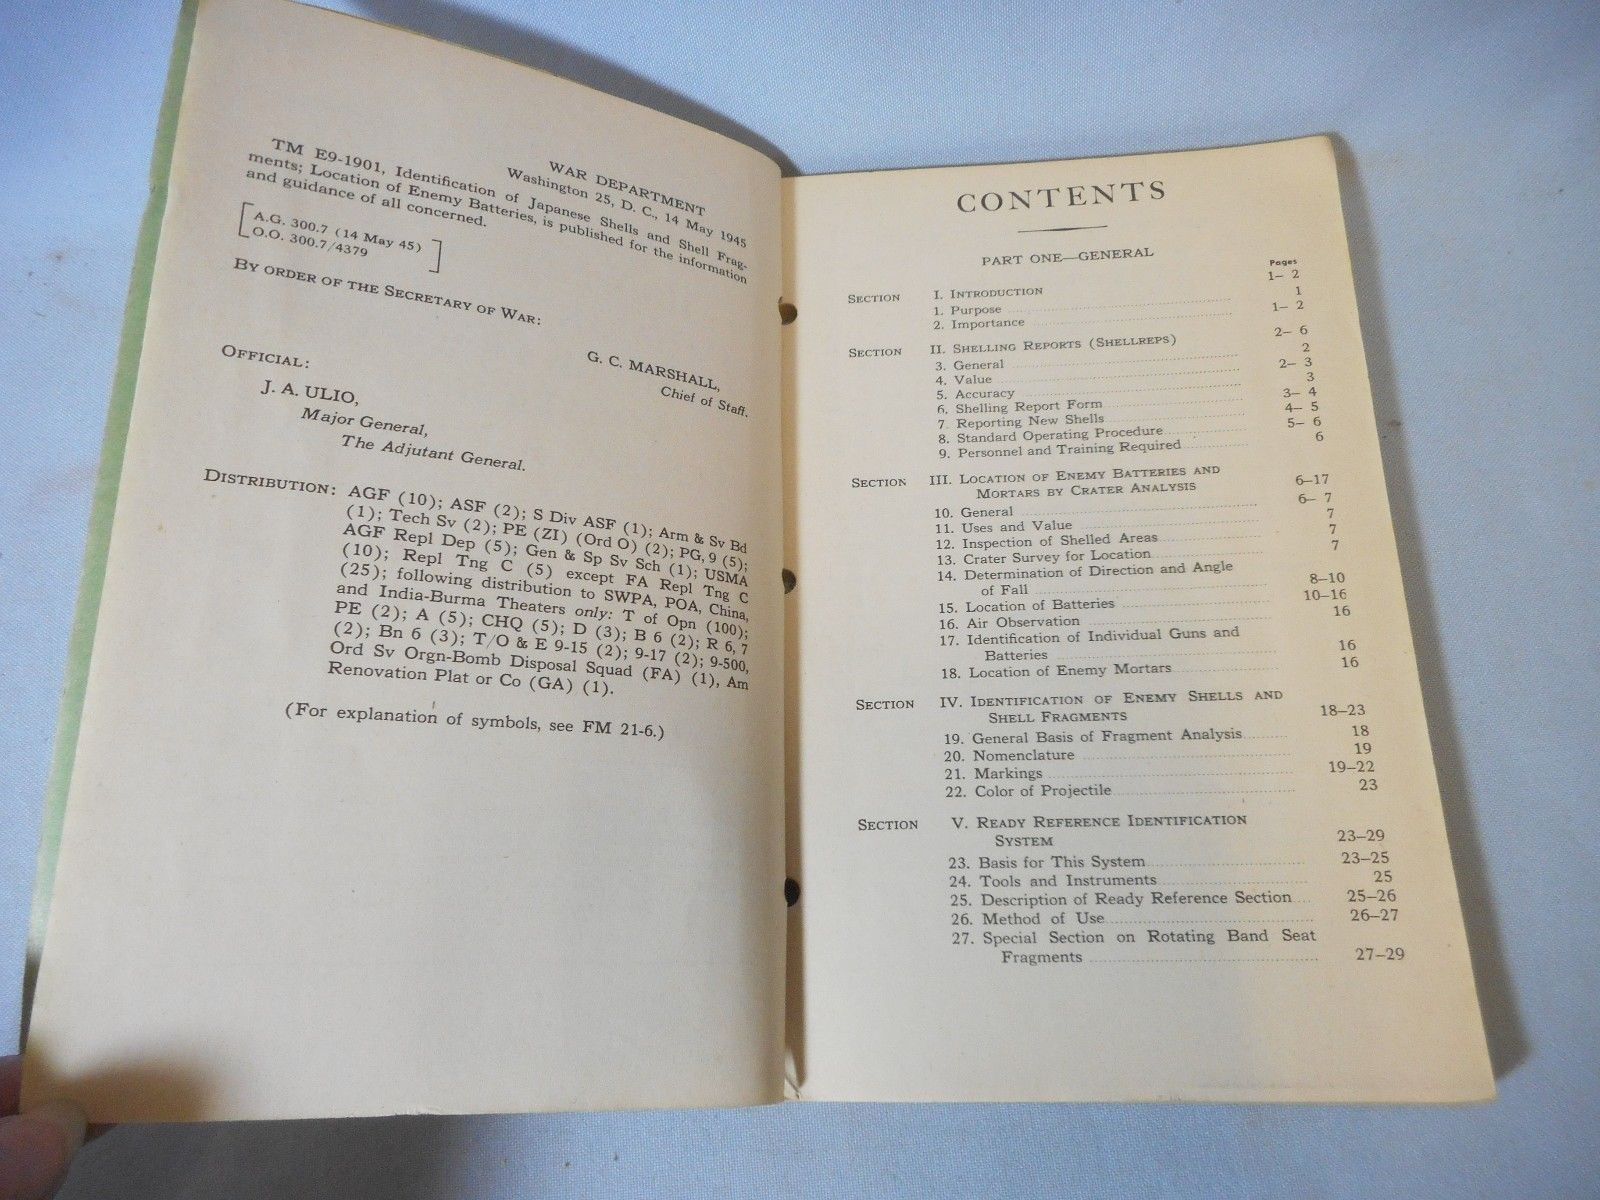 WAR DEPARTMENT
Washington 25, D. C., 14 May 1945
TM E9-1901, Identification of Japanese Shells and Shell Frag-
ments; Location of Enemy Batteries, is published for the information
and guidance of all concerned.
[A.G. 300.7 (14 May 45)
O.O. 300.7/4379]
BY ORDER OF THE SECRETARY OF WAR:
G. C. MARSHALL,
Chief of Staff.
OFFICIAL:
J. A. ULIO,
Major General,
The Adjutant General.
DISTRIBUTION: AGF (10); ASF (2); S Div ASF (1); Arm & Sv Bd
(1); Tech Sv (2); PE (ZI) (Ord O) (2); PG, 9 (5);
AGF Repl Dep (5); Gen & Sp Sv Sch (1); USMA
(10); Repl Tng C (5) except FA Repl Tng C
(25); following distribution to SWPA, POA, China,
and India-Burma Theaters only: T of Opn (100);
PE (2); A (5); CHQ (5); D (3); B 6 (2); R 6, 7
(2); Bn 6 (3); T/O & E 9-15 (2); 9-17 (2); 9-500,
Ord Sv Orgn-Bomb Disposal Squad (FA) (1), Am
Renovation Plat or Co (GA) (1).
(For explanation of symbols, see FM 21-6.)
CONTENTS
PART ONE—GENERAL
Pages
SECTION I. INTRODUCTION 1– 2
1. Purpose 1
2. Importance 1– 2
SECTION II. SHELLING REPORTS (SHELLREPS) 2– 6
3. General 2
4. Value 2– 3
5. Accuracy 3
6. Shelling Report Form 3– 4
7. Reporting New Shells 4– 5
8. Standard Operating Procedure 5– 6
9. Personnel and Training Required 6
SECTION III. LOCATION OF ENEMY BATTERIES AND
MORTARS BY CRATER ANALYSIS 6–17
10. General 6– 7
11. Uses and Value 7
12. Inspection of Shelled Areas 7
13. Crater Survey for Location 7
14. Determination of Direction and Angle
of Fall 8–10
15. Location of Batteries 10–16
16. Air Observation 16
17. Identification of Individual Guns and
Batteries 16
18. Location of Enemy Mortars 16
SECTION IV. IDENTIFICATION OF ENEMY SHELLS AND
SHELL FRAGMENTS 18–23
19. General Basis of Fragment Analysis 18
20. Nomenclature 19
21. Markings 19–22
22. Color of Projectile 23
SECTION V. READY REFERENCE IDENTIFICATION
SYSTEM 23–29
23. Basis for This System 23–25
24. Tools and Instruments 25
25. Description of Ready Reference Section 25–26
26. Method of Use 26–27
27. Special Section on Rotating Band Seat
Fragments 27–29